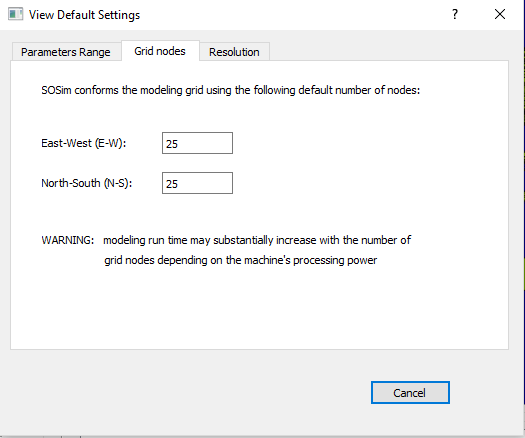 View Default Settings
?
Parameters Range
Grid nodes
Resolution
SOSim conforms the modeling grid using the following default number of nodes:
East-West (E-W): 25
North-South (N-S): 25
WARNING: modeling run time may substantially increase with the number of
grid nodes depending on the machine's processing power
Cancel